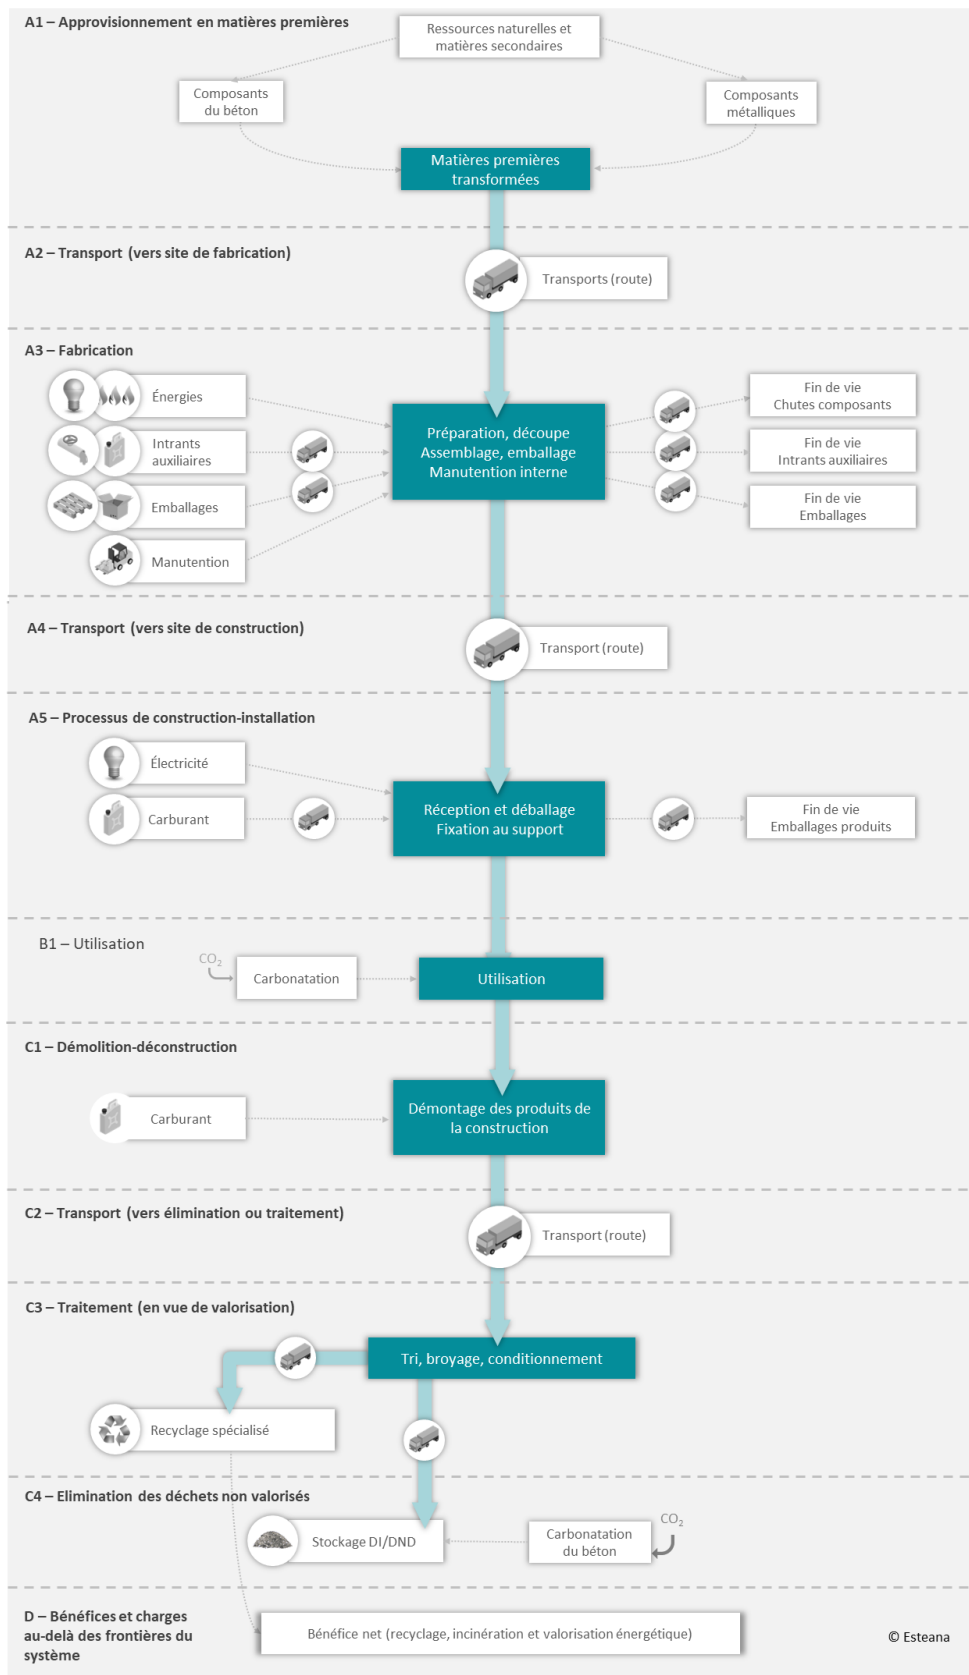 A1 – Approvisionnement en matières premières
Ressources naturelles et
matières secondaires
Composants
du béton
Composants
métalliques
Matières premières
transformées
A2 – Transport (vers site de fabrication)
Transports (route)
A3 – Fabrication
Énergies
Intrants
auxiliaires
Emballages
Manutention
Préparation, découpe
Assemblage, emballage
Manutention interne
Fin de vie
Chutes composants
Fin de vie
Intrants auxiliaires
Fin de vie
Emballages
A4 – Transport (vers site de construction)
Transport (route)
A5 – Processus de construction-installation
Électricité
Carburant
Réception et déballage
Fixation au support
Fin de vie
Emballages produits
B1 – Utilisation
CO2
Carbonatation
Utilisation
C1 – Démolition-déconstruction
Carburant
Démontage des produits de
la construction
C2 – Transport (vers élimination ou traitement)
Transport (route)
C3 – Traitement (en vue de valorisation)
Tri, broyage, conditionnement
Recyclage spécialisé
C4 – Elimination des déchets non valorisés
Stockage DI/DND
Carbonatation
du béton
CO2
D – Bénéfices et charges
au-delà des frontières du
système
Bénéfice net (recyclage, incinération et valorisation énergétique)
© Esteana